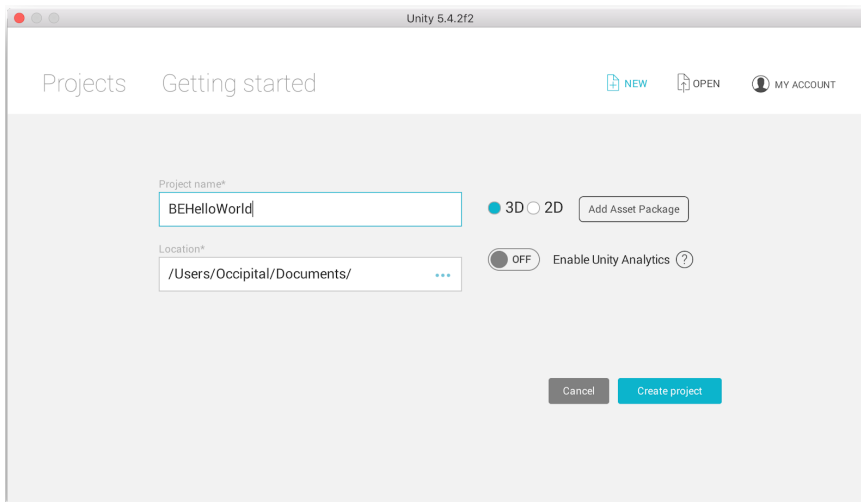 Unity 5.4.2f2
Projects Getting started NEW OPEN MY ACCOUNT
Project name*
BEHelloWorld
3D 2D Add Asset Package
Location*
/Users/Occipital/Documents/ ...
OFF Enable Unity Analytics ?
Cancel Create project